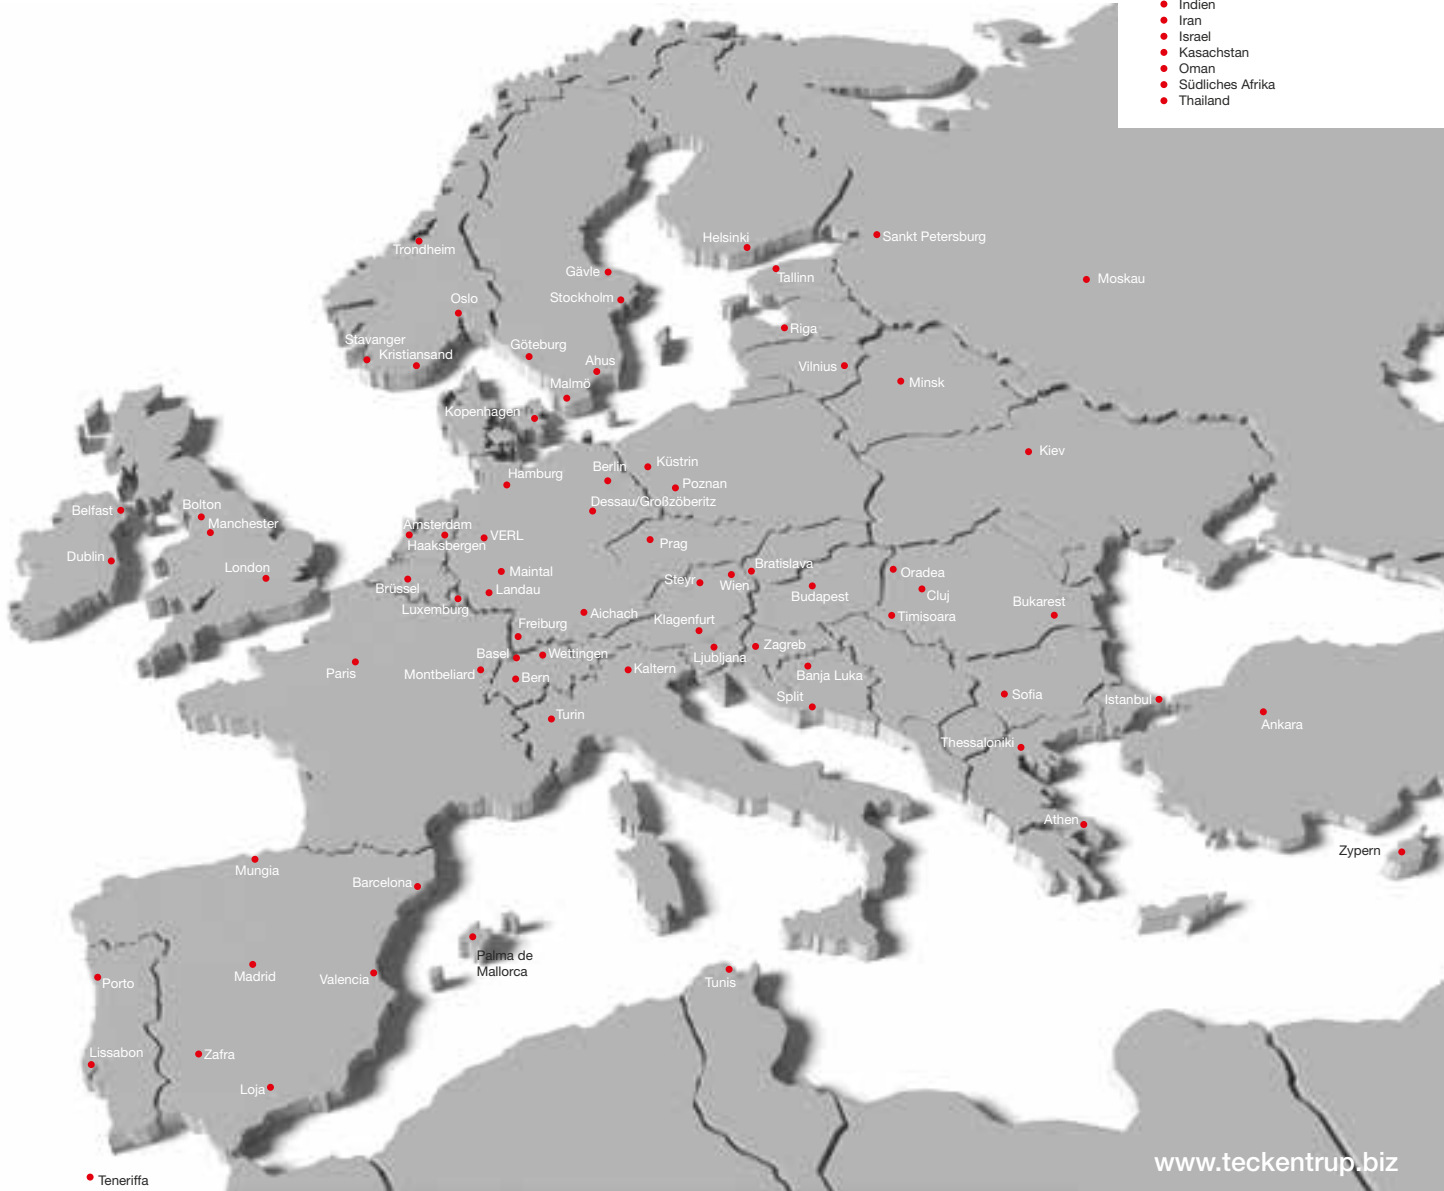 Indien
Iran
Israel
Kasachstan
Oman
Südliches Afrika
Thailand
Trondheim
Helsinki
Sankt Petersburg
Gävle
Tallinn
Moskau
Oslo
Stockholm
Riga
Stavanger
Kristiansand
Göteburg
Ahus
Vilnius
Minsk
Malmö
Kopenhagen
Kiev
Hamburg
Berlin
Küstrin
Poznan
Dessau/Großzöberitz
Belfast
Bolton
Manchester
Amsterdam
Haaksbergen
VERL
Prag
Dublin
London
Brüssel
Maintal
Landau
Luxemburg
Steyr
Wien
Bratislava
Budapest
Oradea
Cluj
Timisoara
Bukarest
Aichach
Freiburg
Klagenfurt
Basel
Wettingen
Ljubljana
Zagreb
Paris
Montbeliard
Bern
Kaltern
Banja Luka
Split
Sofia
Istanbul
Turin
Ankara
Thessaloniki
Athen
Zypern
Mungia
Barcelona
Palma de
Mallorca
Porto
Madrid
Valencia
Tunis
Lissabon
Zafra
Loja
www.teckentrup.biz
Teneriffa